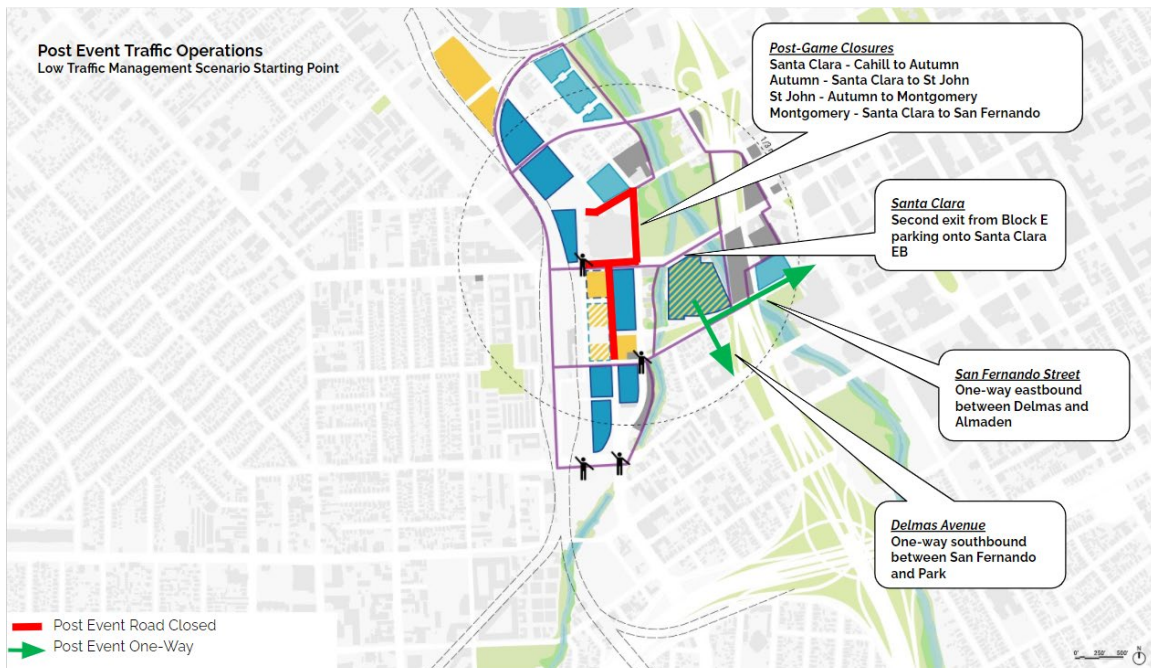 Post Event Traffic Operations
Low Traffic Management Scenario Starting Point
Post-Game Closures
Santa Clara - Cahill to Autumn
Autumn - Santa Clara to St John
St John - Autumn to Montgomery
Montgomery - Santa Clara to San Fernando
Santa Clara
Second exit from Block E
parking onto Santa Clara
EB
San Fernando Street
One-way eastbound
between Delmas and
Almaden
Delmas Avenue
One-way southbound
between San Fernando
and Park
Post Event Road Closed
Post Event One-Way
0' 250' 500'
N